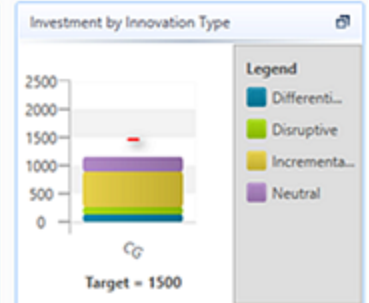 Investment by Innovation Type
2500
2000
1500
1000
500
0
CG
Target = 1500
Legend
Differenti...
Disruptive
Incrementa...
Neutral